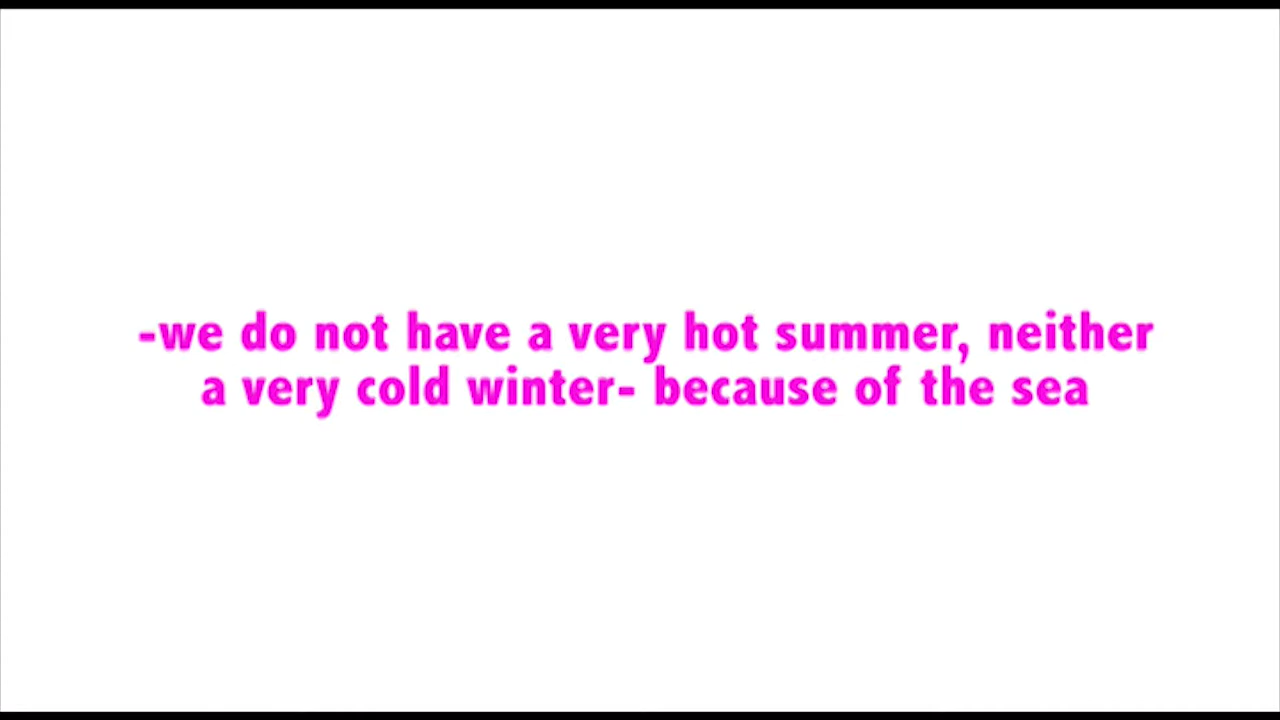 -we do not have a very hot summer, neither
a very cold winter- because of the sea